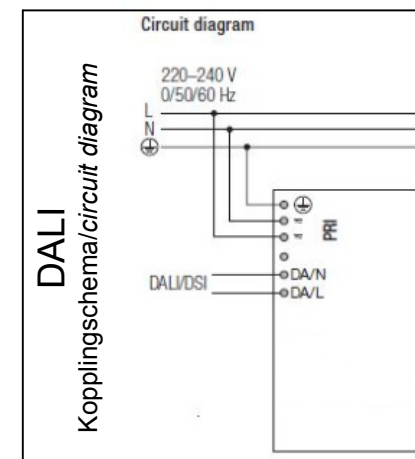 Circuit diagram
DALI
Kopplingschema/circuit diagram
220–240 V
0/50/60 Hz
L
N
PRI
DALI/DSI
DA/N
DA/L